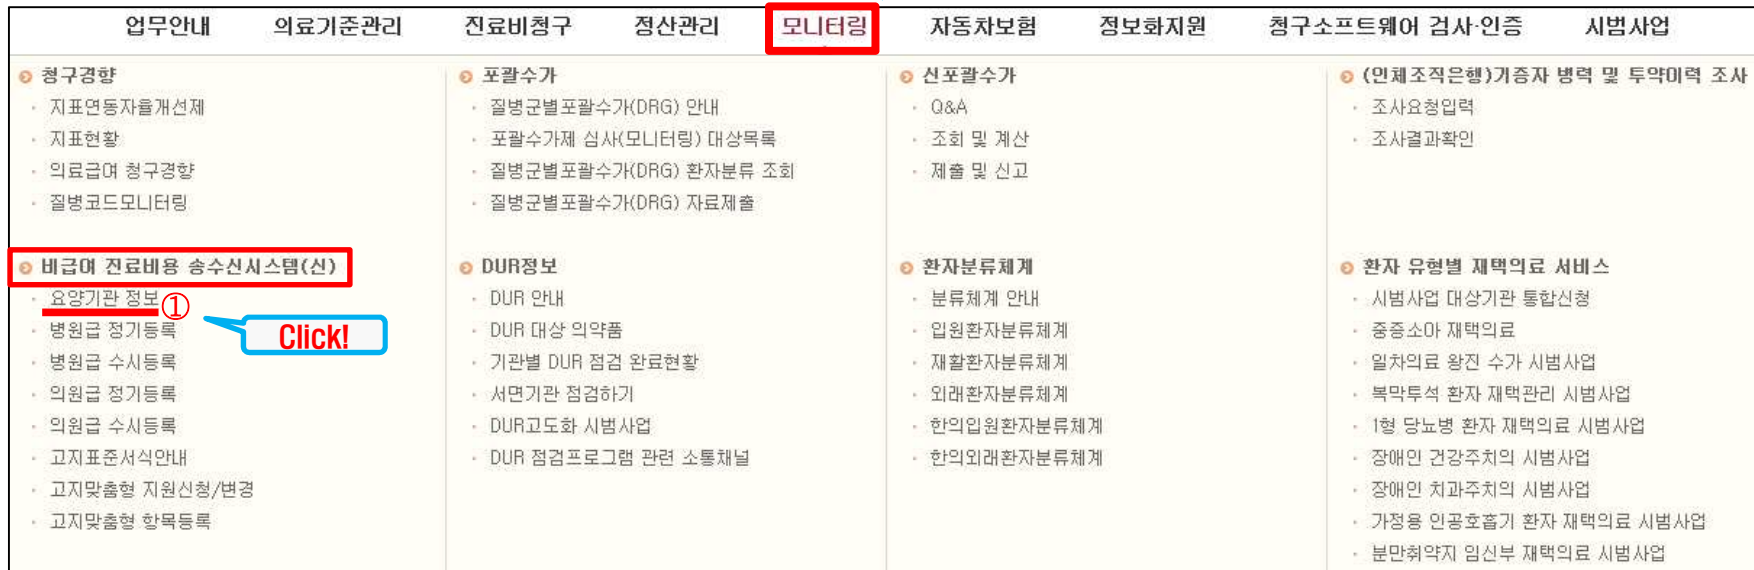 업무안내 의료기준관리 진료비청구 정산관리 모니터링 자동차보험 정보화지원 청구소프트웨어 검사·인증 시범사업
청구경향
· 지표연동자율개선제
· 지표현황
· 의료급여 청구경향
· 질병코드모니터링
포괄수가
· 질병군별포괄수가(DRG) 안내
· 포괄수가제 심사(모니터링) 대상목록
· 질병군별포괄수가(DRG) 환자분류 조회
· 질병군별포괄수가(DRG) 자료제출
신포괄수가
· Q&A
· 조회 및 계산
· 제출 및 신고
(인체조직은행)기증자 병력 및 투약이력 조사
· 조사요청입력
· 조사결과확인
비급여 진료비용 송수신시스템(신)
· 요양기관 정보 ①
Click!
· 병원급 정기등록
· 병원급 수시등록
· 의원급 정기등록
· 의원급 수시등록
· 고지표준서식안내
· 고지맞춤형 지원신청/변경
· 고지맞춤형 항목등록
DUR정보
· DUR 안내
· DUR 대상 의약품
· 기관별 DUR 점검 완료현황
· 서면기관 점검하기
· DUR고도화 시범사업
· DUR 점검프로그램 관련 소통채널
환자분류체계
· 분류체계 안내
· 입원환자분류체계
· 재활환자분류체계
· 외래환자분류체계
· 한의입원환자분류체계
· 한의외래환자분류체계
환자 유형별 재택의료 서비스
· 시범사업 대상기관 통합신청
· 중증소아 재택의료
· 일차의료 왕진 수가 시범사업
· 복막투석 환자 재택관리 시범사업
· 1형 당뇨병 환자 재택의료 시범사업
· 장애인 건강주치의 시범사업
· 장애인 치과주치의 시범사업
· 가정용 인공호흡기 환자 재택의료 시범사업
· 분만취약지 임신부 재택의료 시범사업